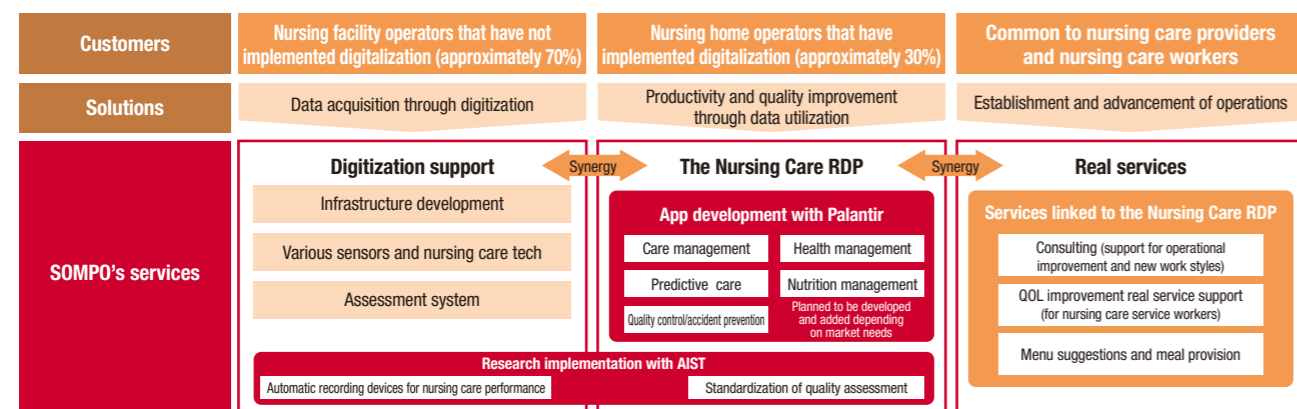 Customers
Nursing facility operators that have not
implemented digitalization (approximately 70%)
Nursing home operators that have
implemented digitalization (approximately 30%)
Common to nursing care providers
and nursing care workers
Solutions
Data acquisition through digitization
Productivity and quality improvement
through data utilization
Establishment and advancement of operations
SOMPO's services
Digitization support
Synergy
The Nursing Care RDP
Synergy
Real services
Infrastructure development
Various sensors and nursing care tech
Assessment system
App development with Palantir
Care management
Health management
Predictive care
Nutrition management
Quality control/accident prevention
Planned to be developed
and added depending
on market needs
Services linked to the Nursing Care RDP
Consulting (support for operational
improvement and new work styles)
QOL improvement real service support
(for nursing care service workers)
Menu suggestions and meal provision
Research implementation with AIST
Automatic recording devices for nursing care performance
Standardization of quality assessment